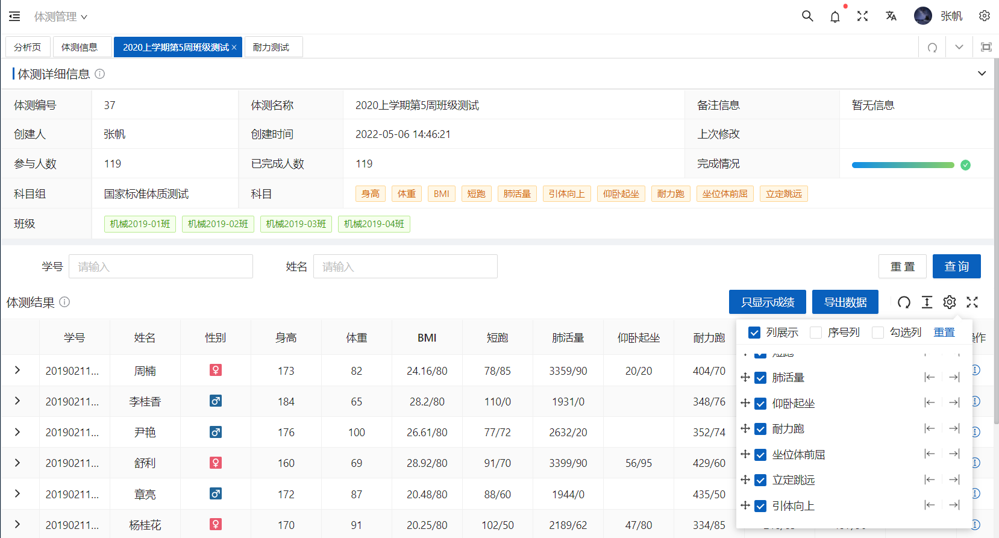 体测管理 张帆
分析页 体测信息 2020上学期第5周班级测试 × 耐力测试
体测详细信息
体测编号 37 体测名称 2020上学期第5周班级测试 备注信息 暂无信息
创建人 张帆 创建时间 2022-05-06 14:46:21 上次修改
参与人数 119 已完成人数 119 完成情况
科目组 国家标准体质测试 科目 身高 体重 BMI 短跑 肺活量 引体向上 仰卧起坐 耐力跑 坐位体前屈 立定跳远
班级 机械2019-01班 机械2019-02班 机械2019-03班 机械2019-04班
学号 请输入 姓名 请输入 重 置 查 询
体测结果 只显示成绩 导出数据
学号 姓名 性别 身高 体重 BMI 短跑 肺活量 仰卧起坐 耐力跑 操作
20190211... 周楠 173 82 24.16/80 78/85 3359/90 20/20 404/70
20190211... 李桂香 184 65 28.2/80 110/0 1931/0 348/76
20190211... 尹艳 176 100 26.61/80 77/72 2632/20 352/74
20190211... 舒利 160 69 28.92/80 91/70 3399/90 56/95 429/60
20190211... 章亮 172 87 20.48/80 88/60 1944/0 435/50
20190211... 杨桂花 170 91 20.25/80 102/50 2189/62 47/80 334/85
列展示 序号列 勾选列 重置
短跑
肺活量
仰卧起坐
耐力跑
坐位体前屈
立定跳远
引体向上